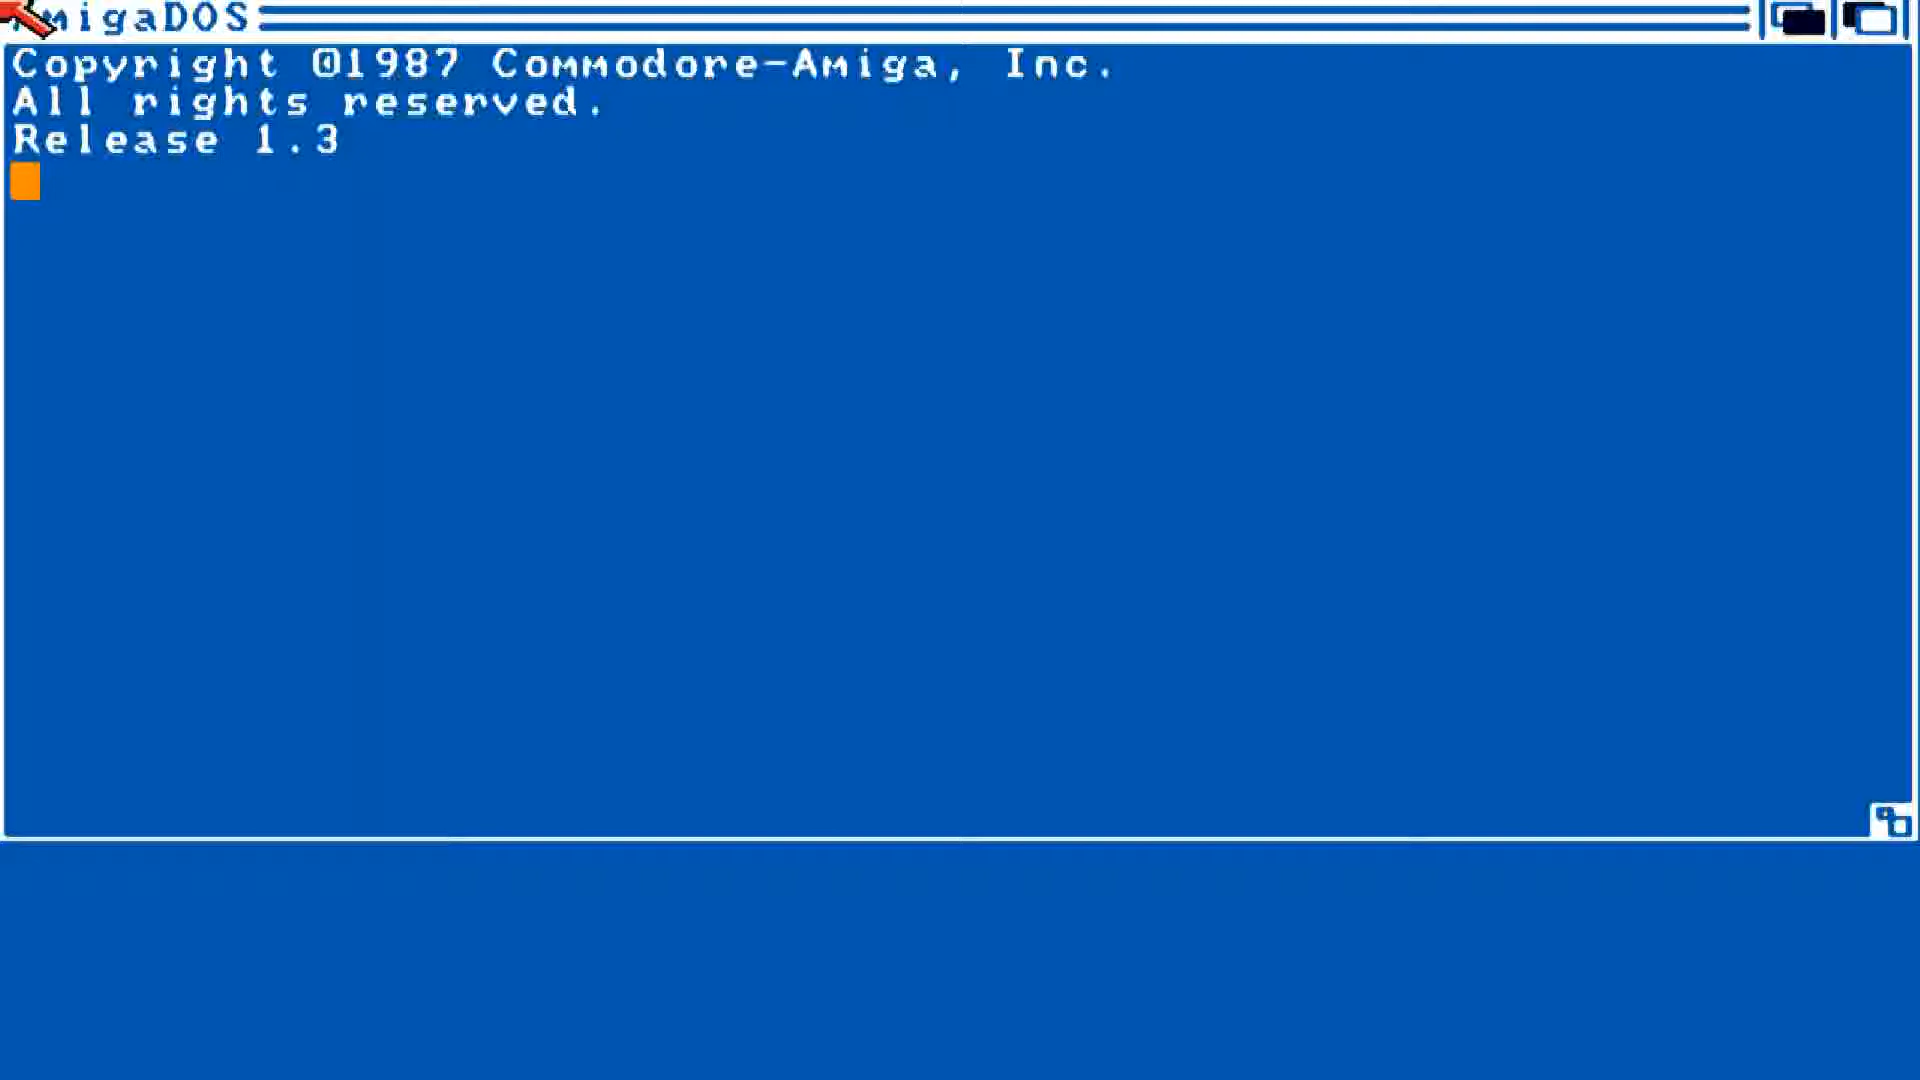 AmigaDOS
Copyright ©1987 Commodore-Amiga, Inc.
All rights reserved.
Release 1.3